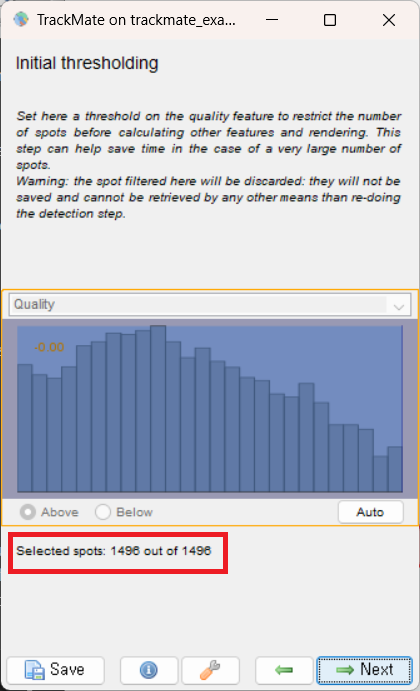 TrackMate on trackmate_exa...
Initial thresholding
Set here a threshold on the quality feature to restrict the number
of spots before calculating other features and rendering. This
step can help save time in the case of a very large number of
spots.
Warning: the spot filtered here will be discarded: they will not be
saved and cannot be retrieved by any other means than re-doing
the detection step.
Quality
-0.00
Above Below Auto
Selected spots: 1496 out of 1496
Save Next